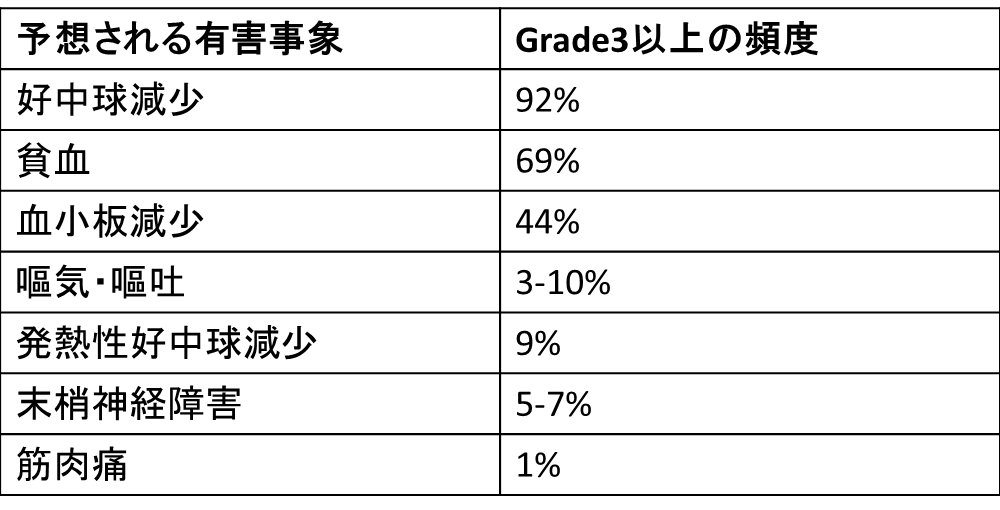 予想される有害事象 Grade3以上の頻度
好中球減少 92%
貧血 69%
血小板減少 44%
嘔気・嘔吐 3-10%
発熱性好中球減少 9%
末梢神経障害 5-7%
筋肉痛 1%